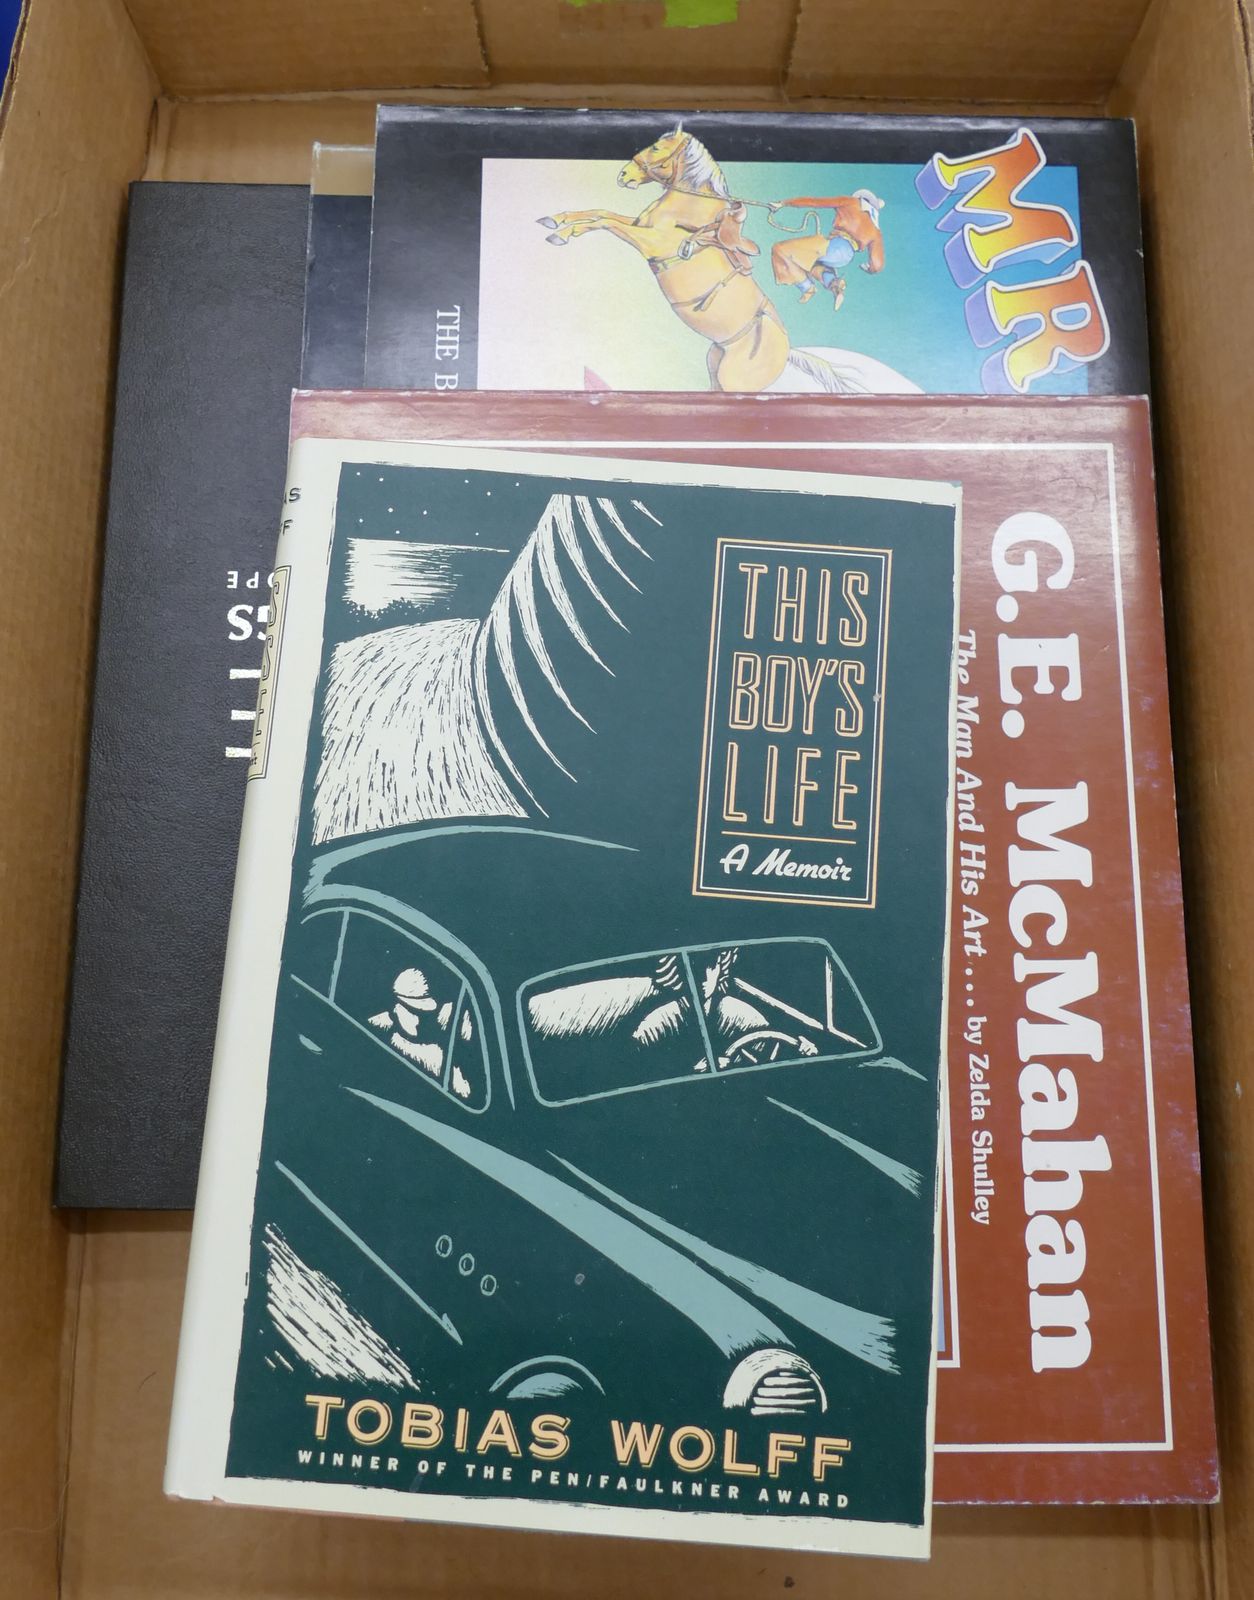 THIS
BOY'S
LIFE
A Memoir
TOBIAS WOLFF
WINNER OF THE PEN/FAULKNER AWARD
G.E. McMahan
The Man And His Art... by Zelda Shulley
MR
THE B